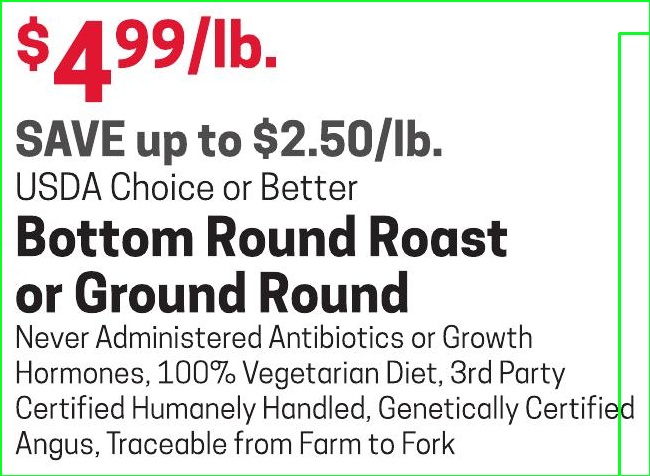 $4.99/lb.
SAVE up to $2.50/lb.
USDA Choice or Better
Bottom Round Roast
or Ground Round
Never Administered Antibiotics or Growth
Hormones, 100% Vegetarian Diet, 3rd Party
Certified Humanely Handled, Genetically Certified
Angus, Traceable from Farm to Fork